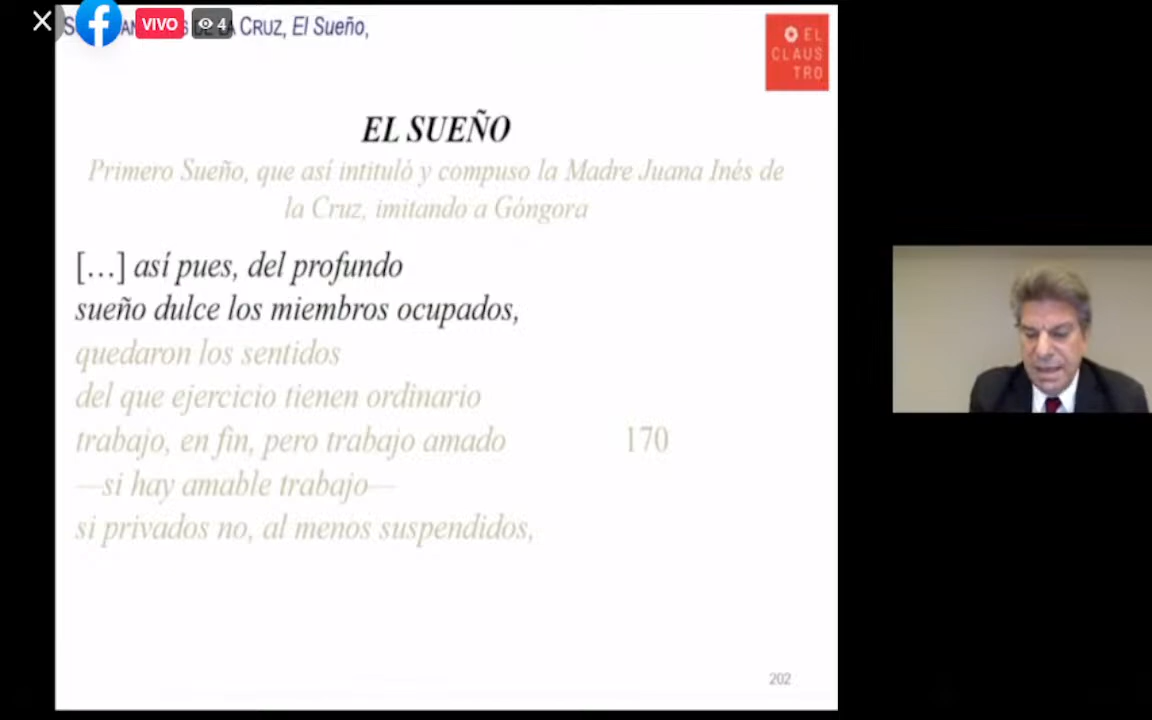 VIVO
4
DE LA CRUZ, El Sueño,
EL
CLAUS
TRO
EL SUEÑO
Primero Sueño, que así intituló y compuso la Madre Juana Inés de
la Cruz, imitando a Góngora
[…] así pues, del profundo
sueño dulce los miembros ocupados,
quedaron los sentidos
del que ejercicio tienen ordinario
trabajo, en fin, pero trabajo amado 170
—si hay amable trabajo—
si privados no, al menos suspendidos,
202